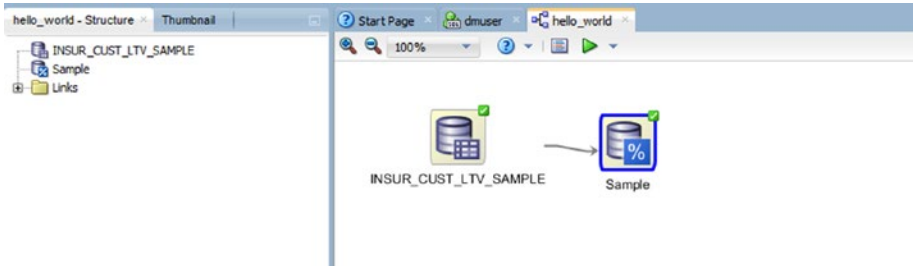 hello_world - Structure
Thumbnail
INSUR_CUST_LTV_SAMPLE
Sample
Links
Start Page
dmuser
hello_world
100%
INSUR_CUST_LTV_SAMPLE
%
Sample